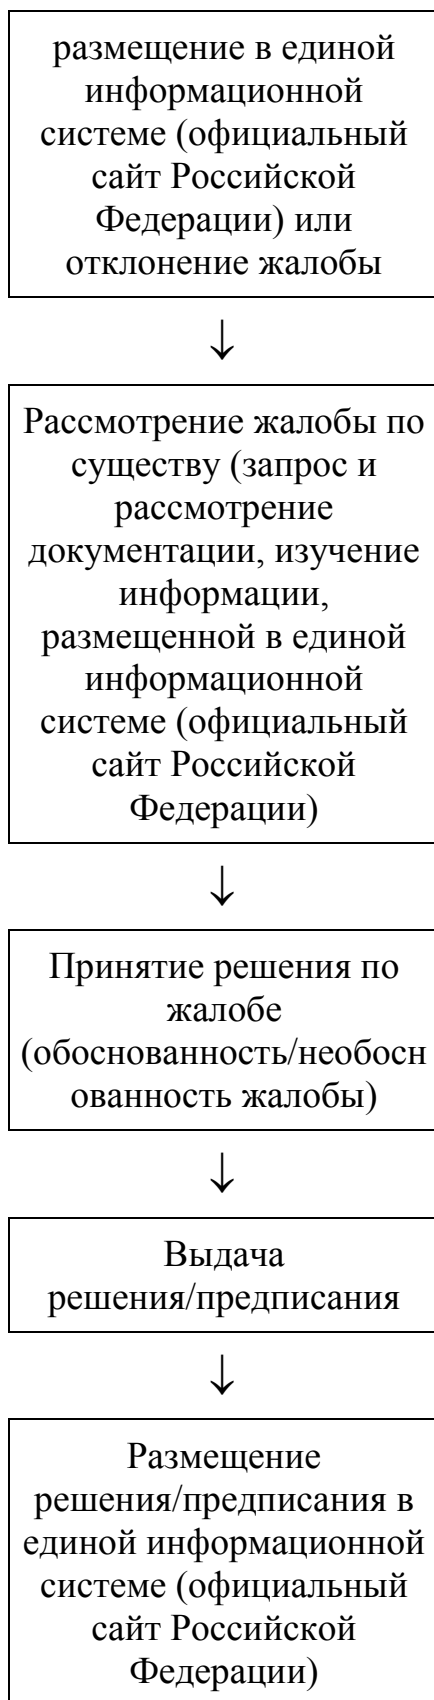 размещение в единой
информационной
системе (официальный
сайт Российской
Федерации) или
отклонение жалобы
↓
Рассмотрение жалобы по
существу (запрос и
рассмотрение
документации, изучение
информации,
размещенной в единой
информационной
системе (официальный
сайт Российской
Федерации)
↓
Принятие решения по
жалобе
(обоснованность/необосн
ованность жалобы)
↓
Выдача
решения/предписания
↓
Размещение
решения/предписания в
единой информационной
системе (официальный
сайт Российской
Федерации)